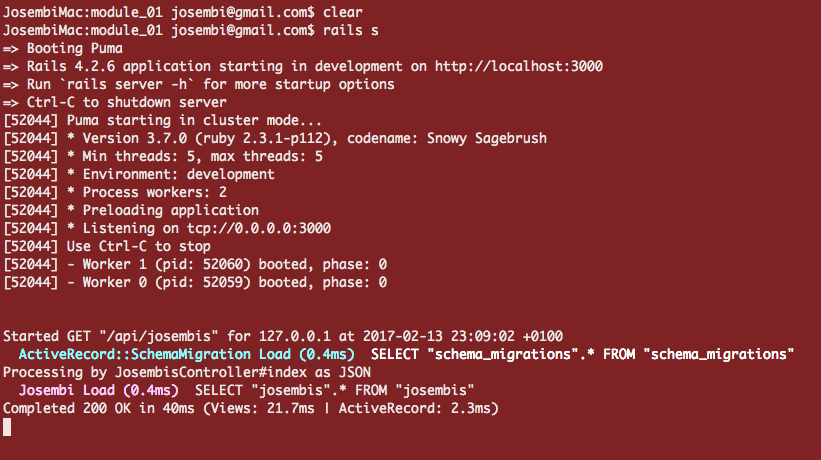 JosembiMac:module_01 josembi@gmail.com$ clear
JosembiMac:module_01 josembi@gmail.com$ rails s
=> Booting Puma
=> Rails 4.2.6 application starting in development on http://localhost:3000
=> Run `rails server -h` for more startup options
=> Ctrl-C to shutdown server
[52044] Puma starting in cluster mode...
[52044] * Version 3.7.0 (ruby 2.3.1-p112), codename: Snowy Sagebrush
[52044] * Min threads: 5, max threads: 5
[52044] * Environment: development
[52044] * Process workers: 2
[52044] * Preloading application
[52044] * Listening on tcp://0.0.0.0:3000
[52044] Use Ctrl-C to stop
[52044] - Worker 1 (pid: 52060) booted, phase: 0
[52044] - Worker 0 (pid: 52059) booted, phase: 0
Started GET "/api/josembis" for 127.0.0.1 at 2017-02-13 23:09:02 +0100
ActiveRecord::SchemaMigration Load (0.4ms)  SELECT "schema_migrations".* FROM "schema_migrations"
Processing by JosembisController#index as JSON
Josembi Load (0.4ms)  SELECT "josembis".* FROM "josembis"
Completed 200 OK in 40ms (Views: 21.7ms | ActiveRecord: 2.3ms)